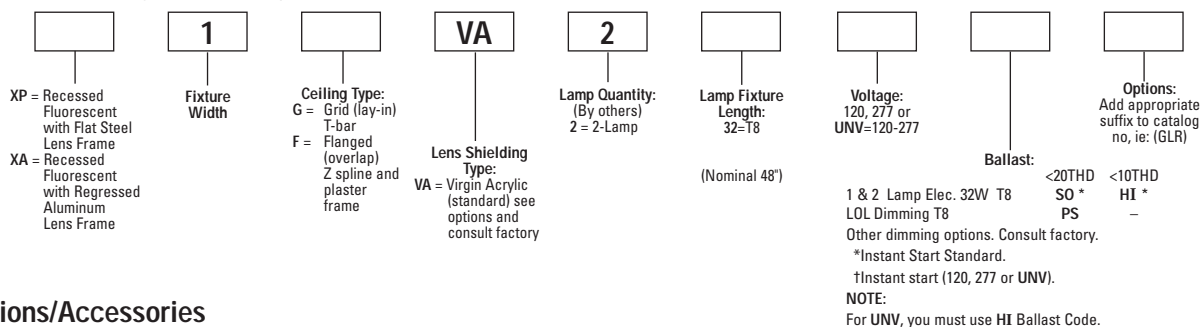 1
VA
2
XP = Recessed
Fluorescent
with Flat Steel
Lens Frame
XA = Recessed
Fluorescent
with Regressed
Aluminum
Lens Frame
Fixture
Width
Ceiling Type:
G = Grid (lay-in)
T-bar
F = Flanged
(overlap)
Z spline and
plaster
frame
Lens Shielding
Type:
VA = Virgin Acrylic
(standard) see
options and
consult factory
Lamp Quantity:
(By others)
2 = 2-Lamp
Lamp Fixture
Length:
32=T8
(Nominal 48")
Voltage:
120, 277 or
UNV=120-277
Ballast:
<20THD <10THD
1 & 2 Lamp Elec. 32W T8 SO * HI *
LOL Dimming T8 PS –
Other dimming options. Consult factory.
*Instant Start Standard.
†Instant start (120, 277 or UNV).
NOTE:
For UNV, you must use HI Ballast Code.
Options:
Add appropriate
suffix to catalog
no, ie: (GLR)
ions/Accessories